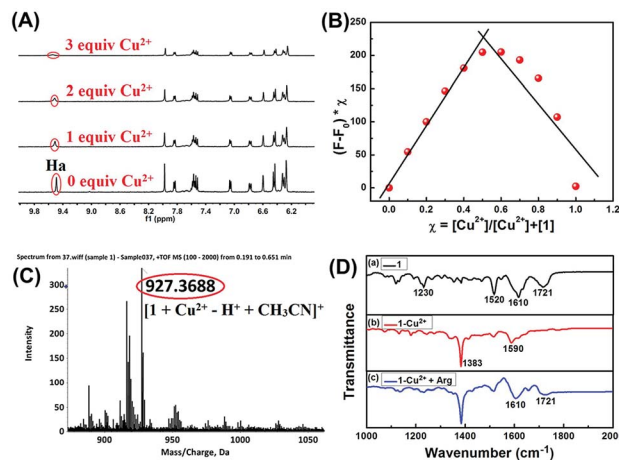 (A)
3 equiv Cu²⁺
2 equiv Cu²⁺
1 equiv Cu²⁺
Ha
0 equiv Cu²⁺
9.8 9.4 9.0 8.6 8.2 7.8 7.4 7.0 6.6 6.2
f1 (ppm)
(B)
250
200
150
100
50
0
(F-F₀) * χ
0.0 0.2 0.4 0.6 0.8 1.0 1.2
χ = [Cu²⁺]/[Cu²⁺]+[1]
Spectrum from 37.wiff (sample 1) - Sample037, +TOF MS (100 - 2000) from 0.191 to 0.651 min
(C)
927.3688
[1 + Cu²⁺ - H⁺ + CH₃CN]⁺
300
250
200
150
100
50
0
Intensity
900 950 1000 1050
Mass/Charge, Da
(D)
(a) 1
1230
1520
1610
1721
(b) 1-Cu²⁺
1383
1590
(c) 1-Cu²⁺ + Arg
1610
1721
Transmittance
1000 1200 1400 1600 1800 200
Wavenumber (cm⁻¹)